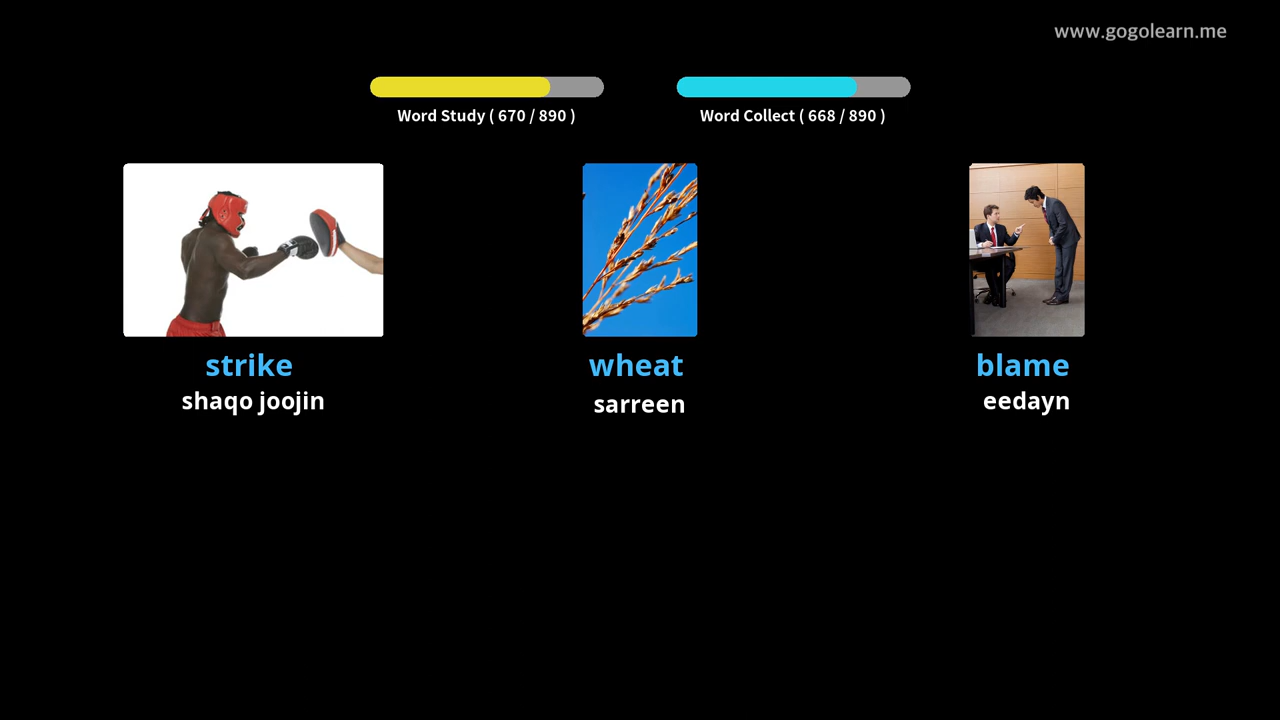 www.gogolearn.me
Word Study ( 670 / 890 )
Word Collect ( 668 / 890 )
strike
shaqo joojin
wheat
sarreen
blame
eedayn